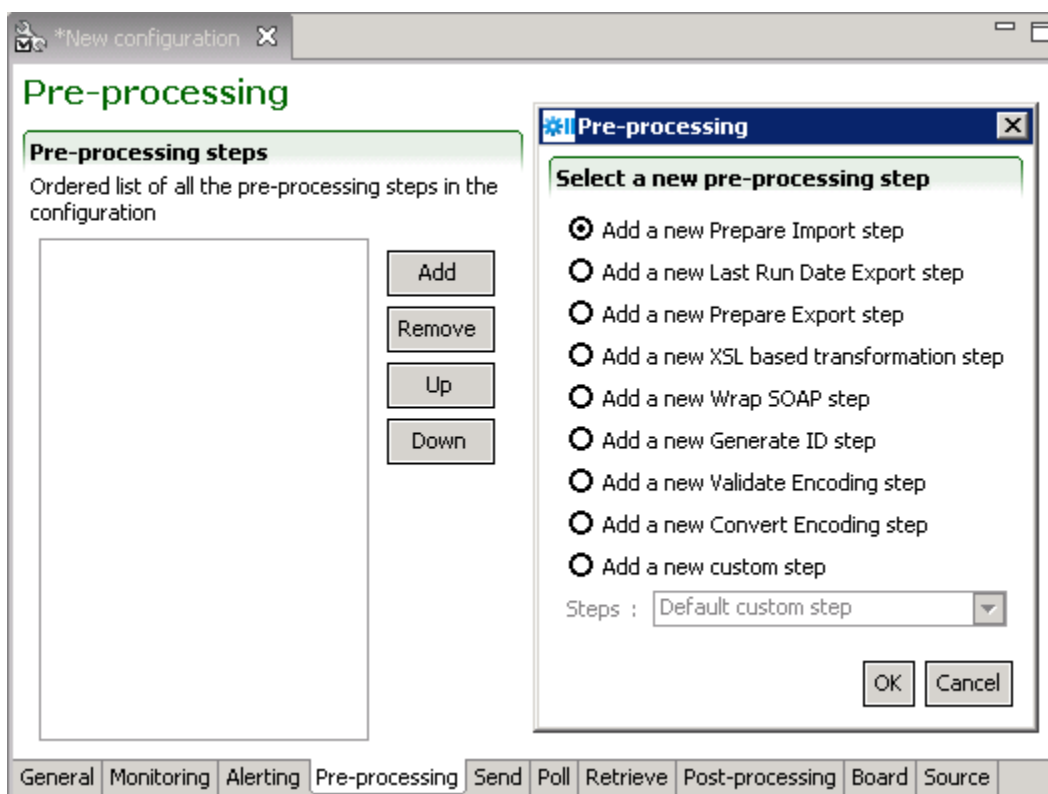 *New configuration
Pre-processing
Pre-processing steps
Ordered list of all the pre-processing steps in the
configuration
Add
Remove
Up
Down
Pre-processing
Select a new pre-processing step
Add a new Prepare Import step
Add a new Last Run Date Export step
Add a new Prepare Export step
Add a new XSL based transformation step
Add a new Wrap SOAP step
Add a new Generate ID step
Add a new Validate Encoding step
Add a new Convert Encoding step
Add a new custom step
Steps : Default custom step
OK Cancel
General Monitoring Alerting Pre-processing Send Poll Retrieve Post-processing Board Source